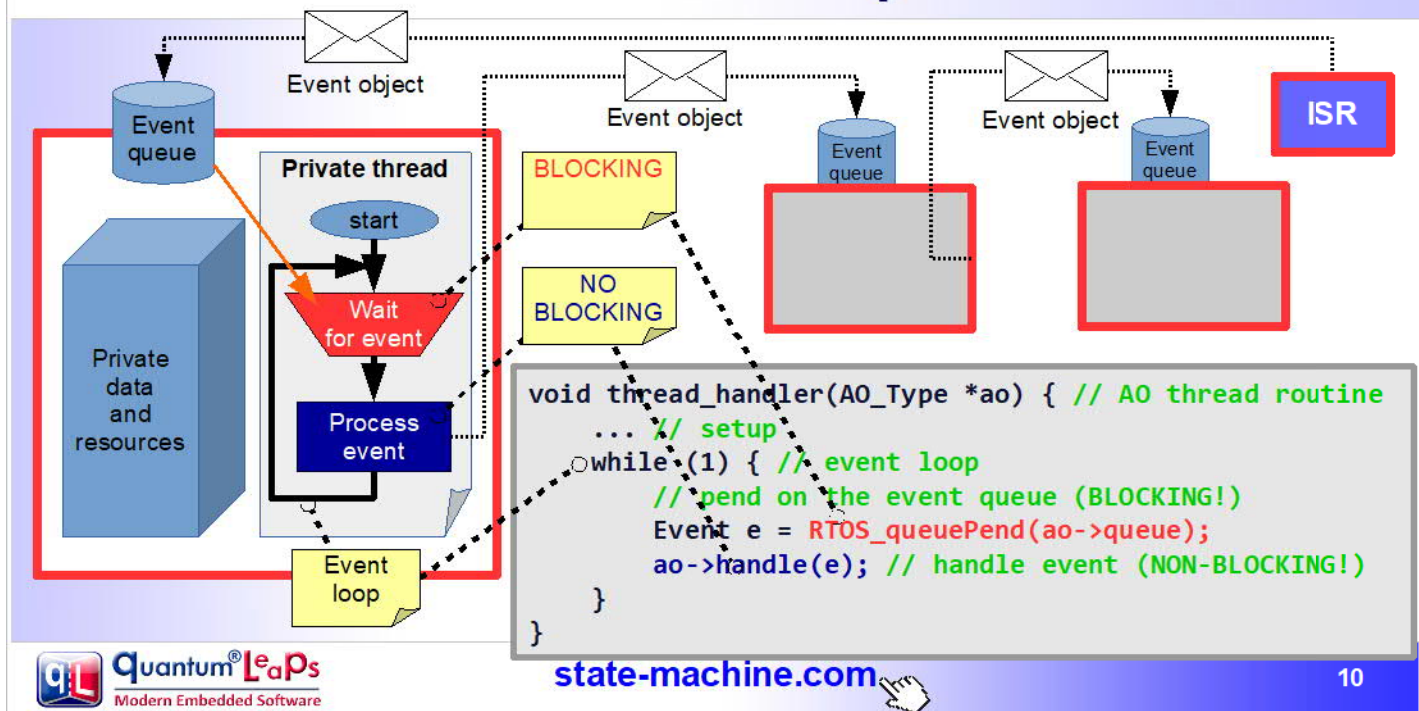 Event object
Event object
Event object
ISR
Event
queue
Event
queue
Event
queue
Private thread
start
Wait
for event
Process
event
Private
data
and
resources
BLOCKING
NO
BLOCKING
Event
loop
void thread_handler(AO_Type *ao) { // AO thread routine
... // setup
while (1) { // event loop
// pend on the event queue (BLOCKING!)
Event e = RTOS_queuePend(ao->queue);
ao->handle(e); // handle event (NON-BLOCKING!)
}
}
qL
Quantum® LeaPs
Modern Embedded Software
state-machine.com
10